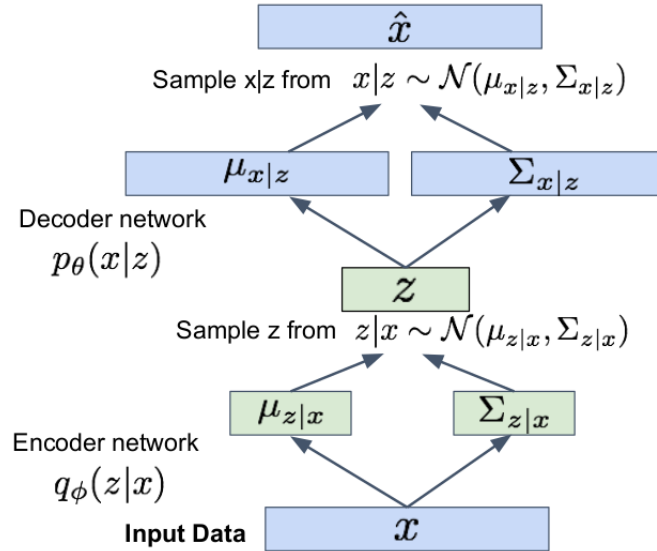 x̂
Sample x|z from x|z ∼ 𝒩(μ_{x|z}, Σ_{x|z})
μ_{x|z} Σ_{x|z}
Decoder network
p_θ(x|z)
z
Sample z from z|x ∼ 𝒩(μ_{z|x}, Σ_{z|x})
μ_{z|x} Σ_{z|x}
Encoder network
q_ϕ(z|x)
Input Data x